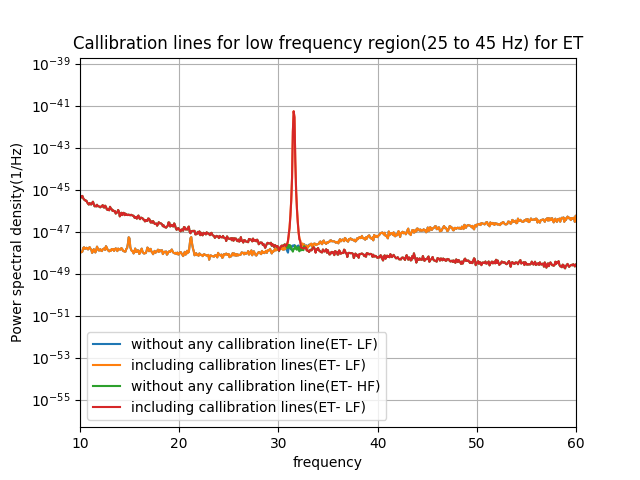 Callibration lines for low frequency region(25 to 45 Hz) for ET
Power spectral density(1/Hz)
10⁻³⁹
10⁻⁴¹
10⁻⁴³
10⁻⁴⁵
10⁻⁴⁷
10⁻⁴⁹
10⁻⁵¹
10⁻⁵³
10⁻⁵⁵
without any callibration line(ET- LF)
including callibration lines(ET- LF)
without any callibration line(ET- HF)
including callibration lines(ET- LF)
10 20 30 40 50 60
frequency